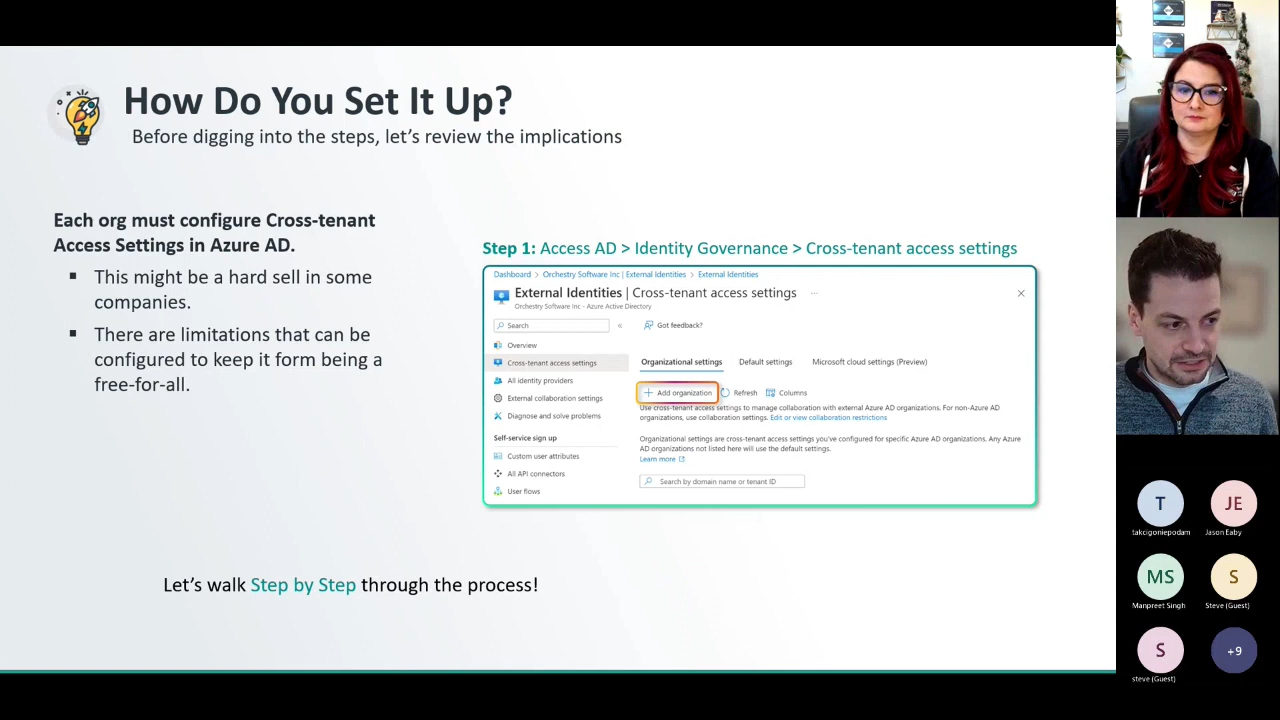 How Do You Set It Up?
Before digging into the steps, let's review the implications
Each org must configure Cross-tenant
Access Settings in Azure AD.
▪ This might be a hard sell in some
companies.
▪ There are limitations that can be
configured to keep it form being a
free-for-all.
Step 1: Access AD > Identity Governance > Cross-tenant access settings
Dashboard > Orchestry Software Inc | External Identities > External Identities
External Identities | Cross-tenant access settings ...
Orchestry Software Inc - Azure Active Directory
Search
«
Got feedback?
Overview
Cross-tenant access settings
All identity providers
External collaboration settings
Diagnose and solve problems
Self-service sign up
Custom user attributes
All API connectors
User flows
Organizational settings Default settings Microsoft cloud settings (Preview)
+ Add organization Refresh Columns
Use cross-tenant access settings to manage collaboration with external Azure AD organizations. For non-Azure AD
organizations, use collaboration settings. Edit or view collaboration restrictions
Organizational settings are cross-tenant access settings you've configured for specific Azure AD organizations. Any Azure
AD organizations not listed here will use the default settings.
Learn more
Search by domain name or tenant ID
Let's walk Step by Step through the process!
T
takcigoniepodam
JE
Jason Eaby
MS
Manpreet Singh
S
Steve (Guest)
S
steve (Guest)
+9